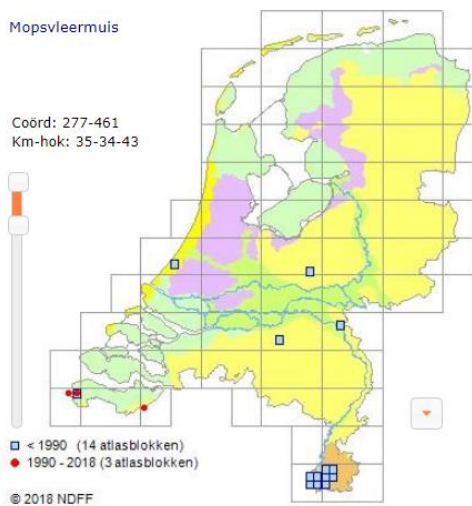 Mopsvleermuis
Coörd: 277-461
Km-hok: 35-34-43
< 1990 (14 atlasblokken)
1990 - 2018 (3 atlasblokken)
© 2018 NDFF